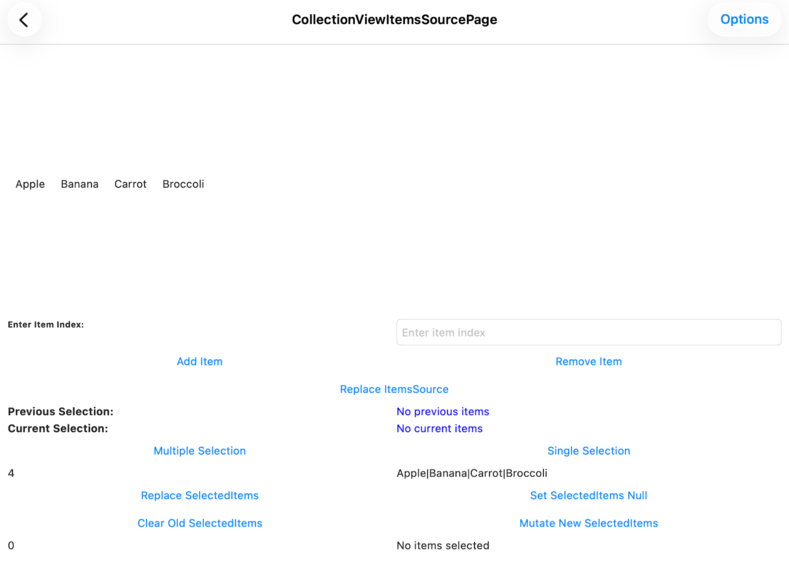 CollectionViewItemsSourcePage
Options
Apple Banana Carrot Broccoli
Enter Item Index:
Enter item index
Add Item
Remove Item
Replace ItemsSource
Previous Selection:
No previous items
Current Selection:
No current items
Multiple Selection
Single Selection
4
Apple|Banana|Carrot|Broccoli
Replace SelectedItems
Set SelectedItems Null
Clear Old SelectedItems
Mutate New SelectedItems
0
No items selected